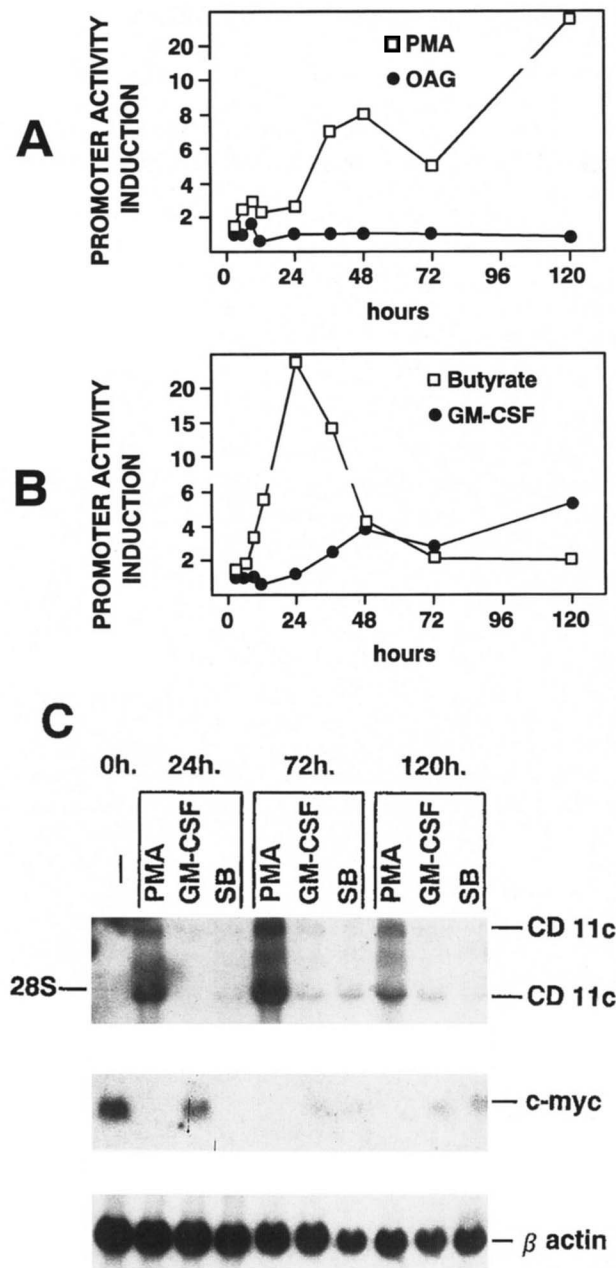 A
PROMOTER ACTIVITY
INDUCTION
20
10
8
6
4
2
PMA
OAG
0 24 48 72 96 120
hours
B
PROMOTER ACTIVITY
INDUCTION
20
15
10
6
4
2
Butyrate
GM-CSF
0 24 48 72 96 120
hours
C
0h. 24h. 72h. 120h.
– PMA GM-CSF SB PMA GM-CSF SB PMA GM-CSF SB
CD 11c
28S
CD 11c
c-myc
β actin